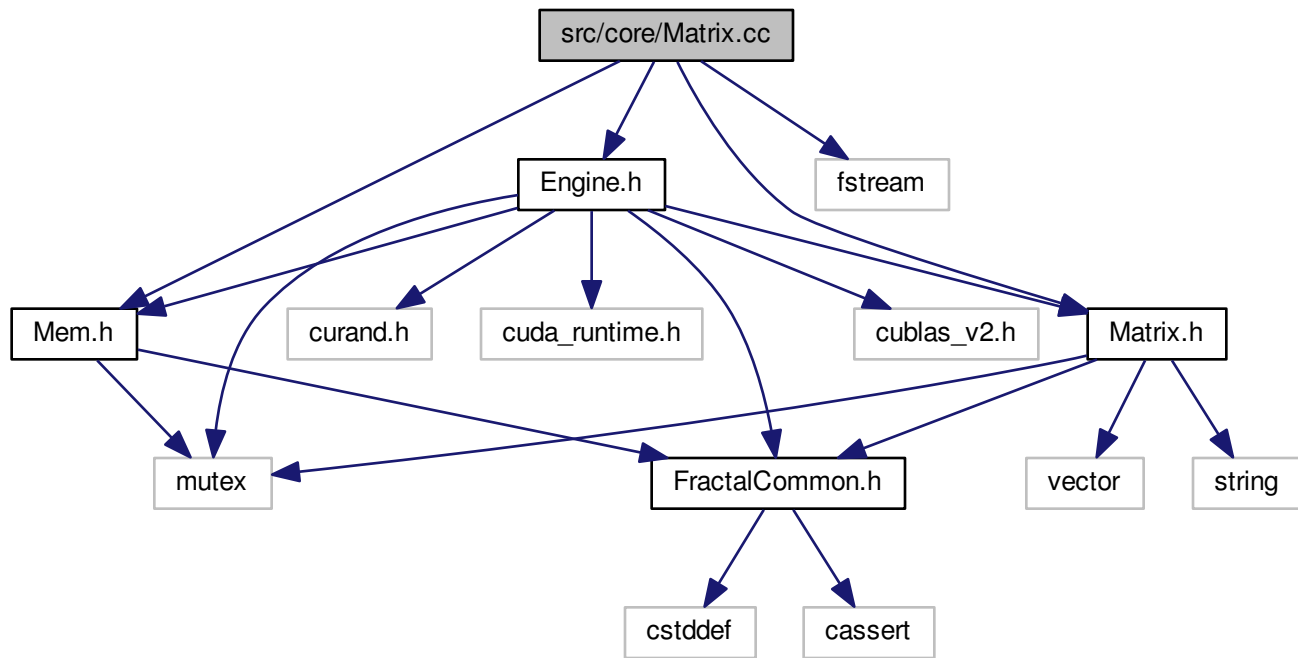 src/core/Matrix.cc
Engine.h
fstream
Mem.h
curand.h
cuda_runtime.h
cublas_v2.h
Matrix.h
mutex
FractalCommon.h
vector
string
cstddef
cassert